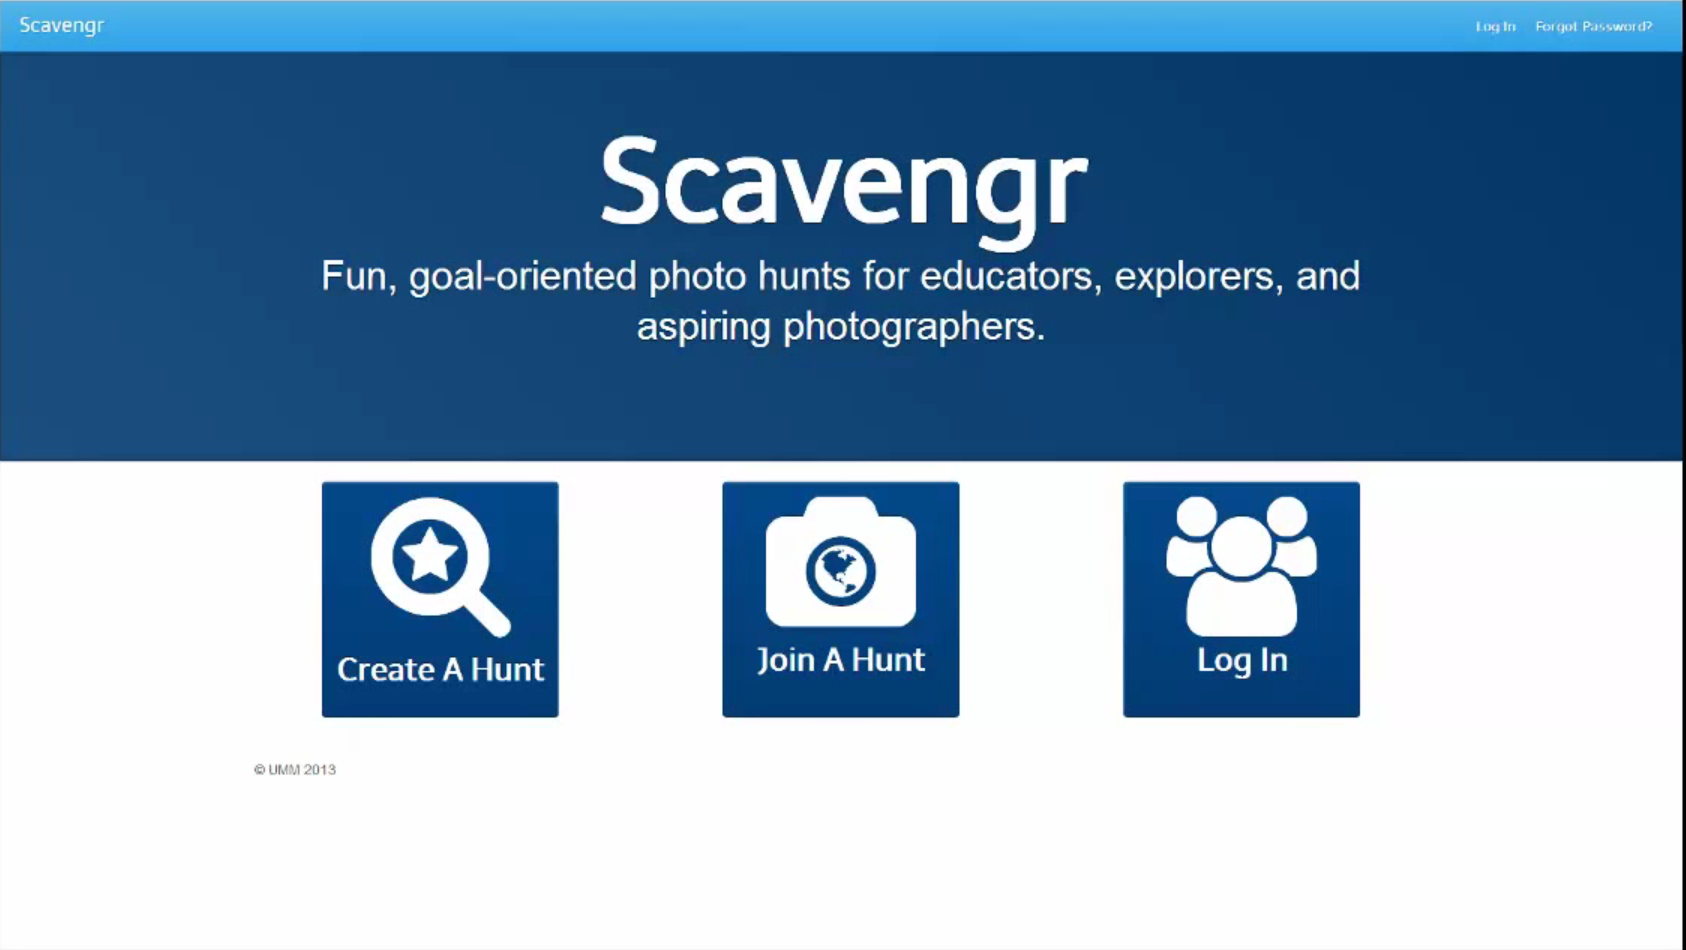 Scavengr
Log In Forgot Password?
Scavengr
Fun, goal-oriented photo hunts for educators, explorers, and
aspiring photographers.
Create A Hunt
Join A Hunt
Log In
© UMM 2013